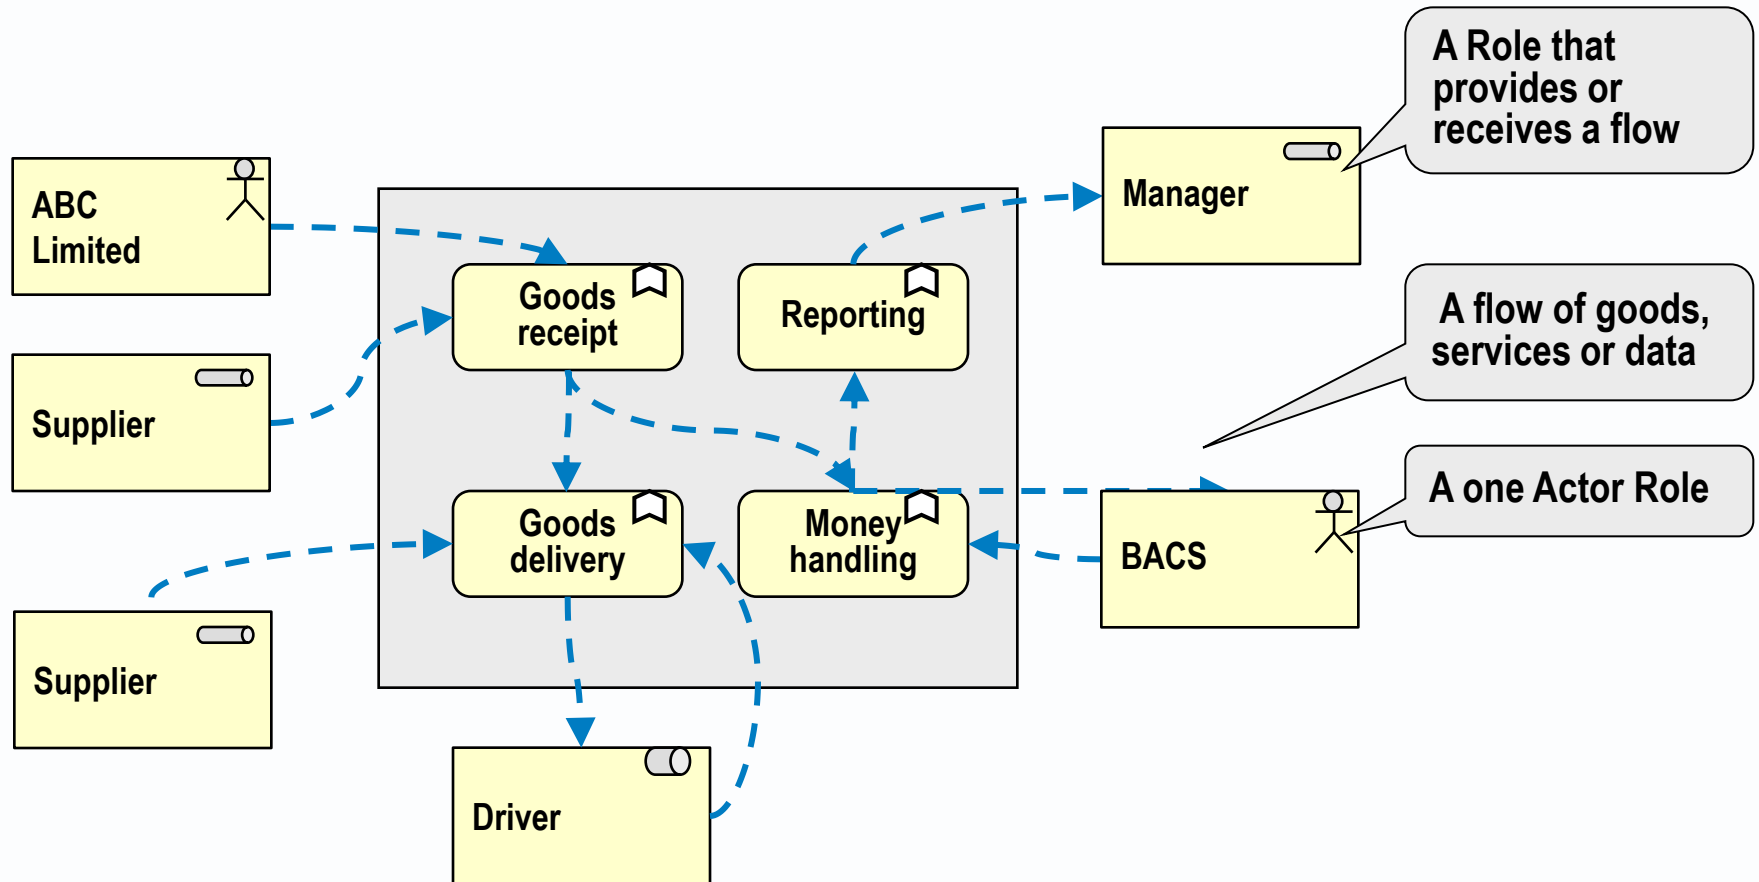 A Role that
provides or
receives a flow
ABC
Limited
Manager
Goods
receipt
Reporting
A flow of goods,
services or data
Supplier
A one Actor Role
Goods
delivery
Money
handling
BACS
Supplier
Driver